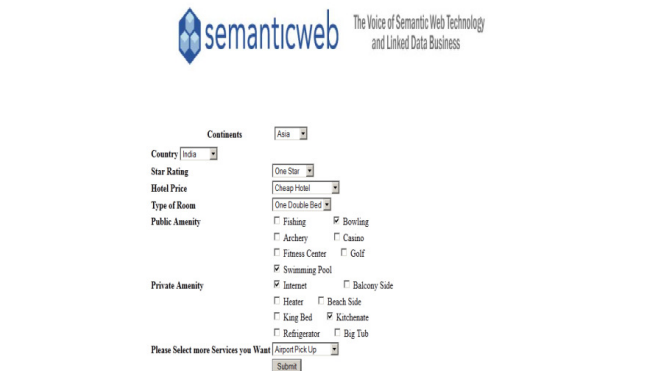 semanticweb The Voice of Semantic Web Technology
and Linked Data Business
Continents Asia
Country India
Star Rating One Star
Hotel Price Cheap Hotel
Type of Room One Double Bed
Public Amenity Fishing Bowling
Archery Casino
Fitness Center Golf
Swimming Pool
Private Amenity Internet Balcony Side
Heater Beach Side
King Bed Kitchenate
Refrigerator Big Tub
Please Select more Services you Want Airport Pick Up
Submit